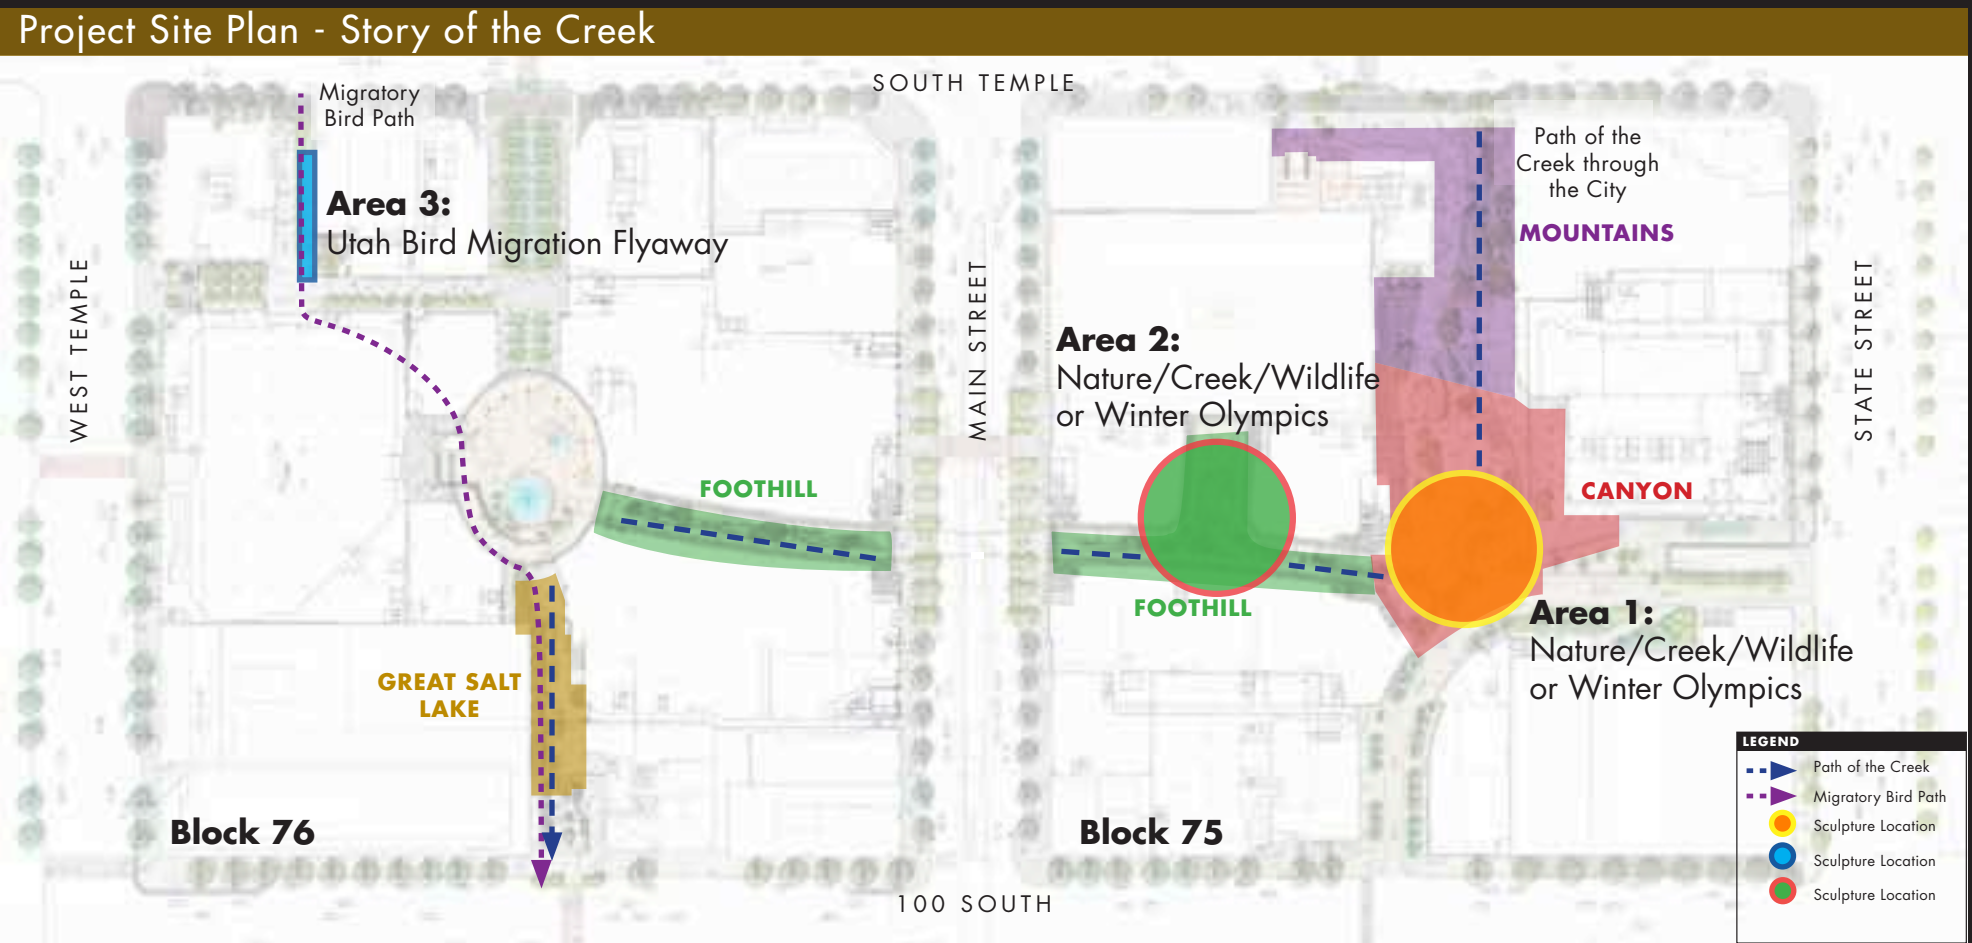 Project Site Plan - Story of the Creek
SOUTH TEMPLE
Migratory
Bird Path
Area 3:
Utah Bird Migration Flyaway
WEST TEMPLE
MAIN STREET
STATE STREET
Path of the
Creek through
the City
MOUNTAINS
Area 2:
Nature/Creek/Wildlife
or Winter Olympics
FOOTHILL
CANYON
FOOTHILL
Area 1:
Nature/Creek/Wildlife
or Winter Olympics
GREAT SALT
LAKE
Block 76
Block 75
100 SOUTH
LEGEND
Path of the Creek
Migratory Bird Path
Sculpture Location
Sculpture Location
Sculpture Location